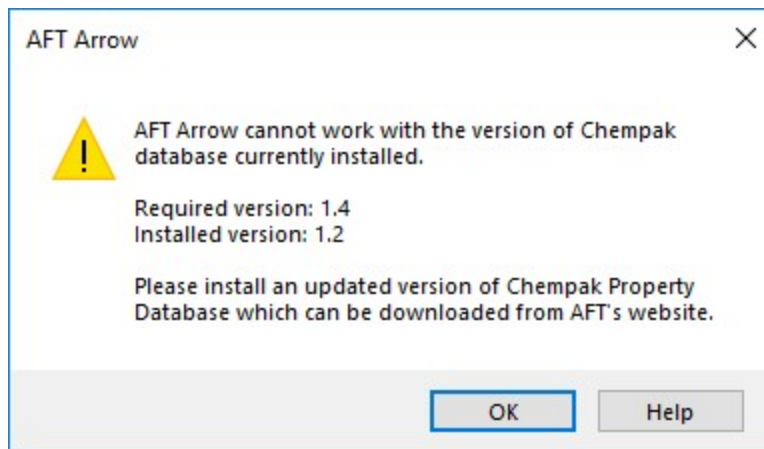 AFT Arrow
AFT Arrow cannot work with the version of Chempak
database currently installed.
Required version: 1.4
Installed version: 1.2
Please install an updated version of Chempak Property
Database which can be downloaded from AFT's website.
OK
Help